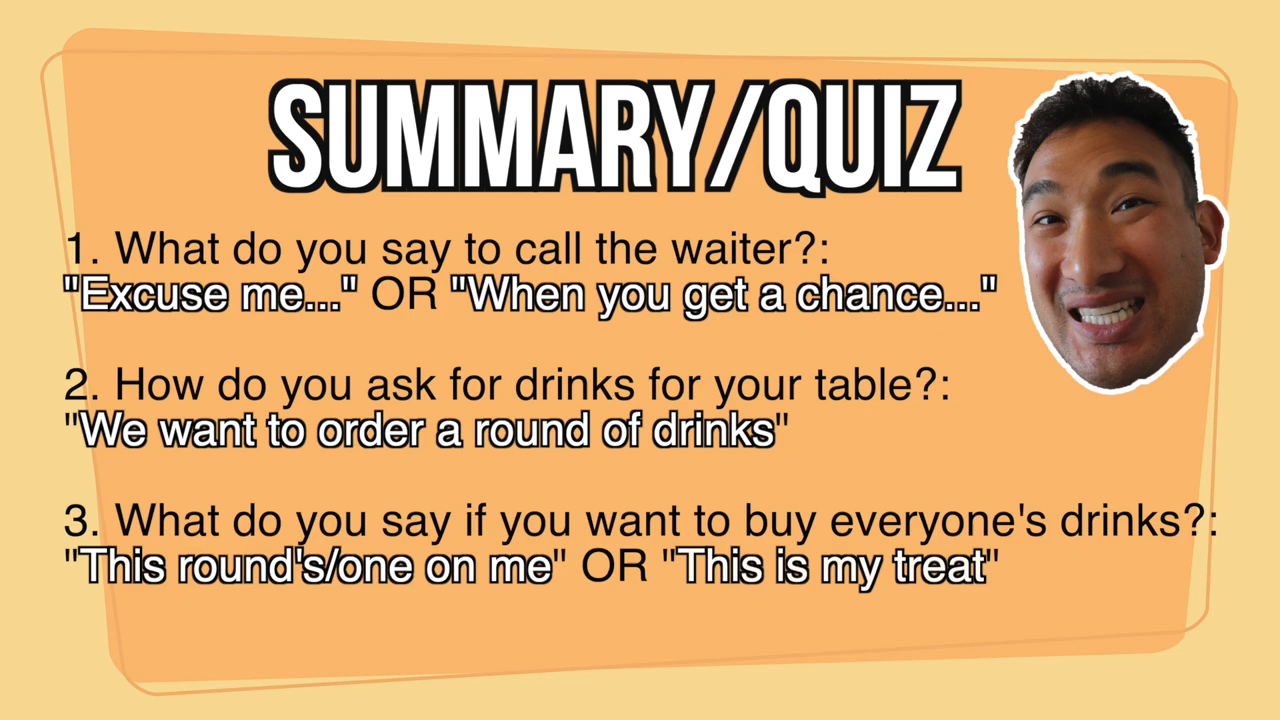 SUMMARY/QUIZ
1. What do you say to call the waiter?:
"Excuse me..." OR "When you get a chance..."
2. How do you ask for drinks for your table?:
"We want to order a round of drinks"
3. What do you say if you want to buy everyone's drinks?:
"This round's/one on me" OR "This is my treat"